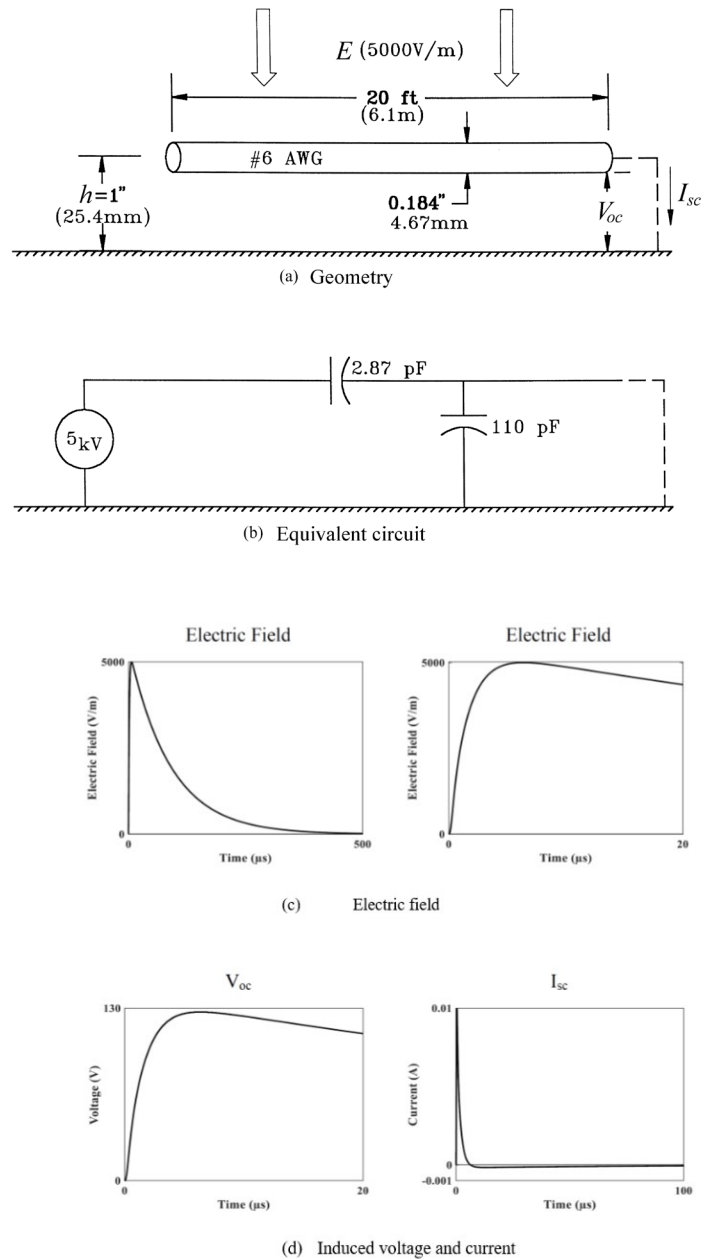 E (5000V/m)
20 ft
(6.1m)
#6 AWG
h=1"
(25.4mm)
0.184"
4.67mm
Voc
Isc
(a) Geometry
2.87 pF
5kV
110 pF
(b) Equivalent circuit
Electric Field
Electric Field
5000
5000
Electric Field (V/m)
Electric Field (V/m)
0
0
0
500
0
20
Time (μs)
Time (μs)
(c) Electric field
Voc
Isc
130
0.01
Voltage (V)
Current (A)
0
-0.001
0
0
20
0
100
Time (μs)
Time (μs)
(d) Induced voltage and current